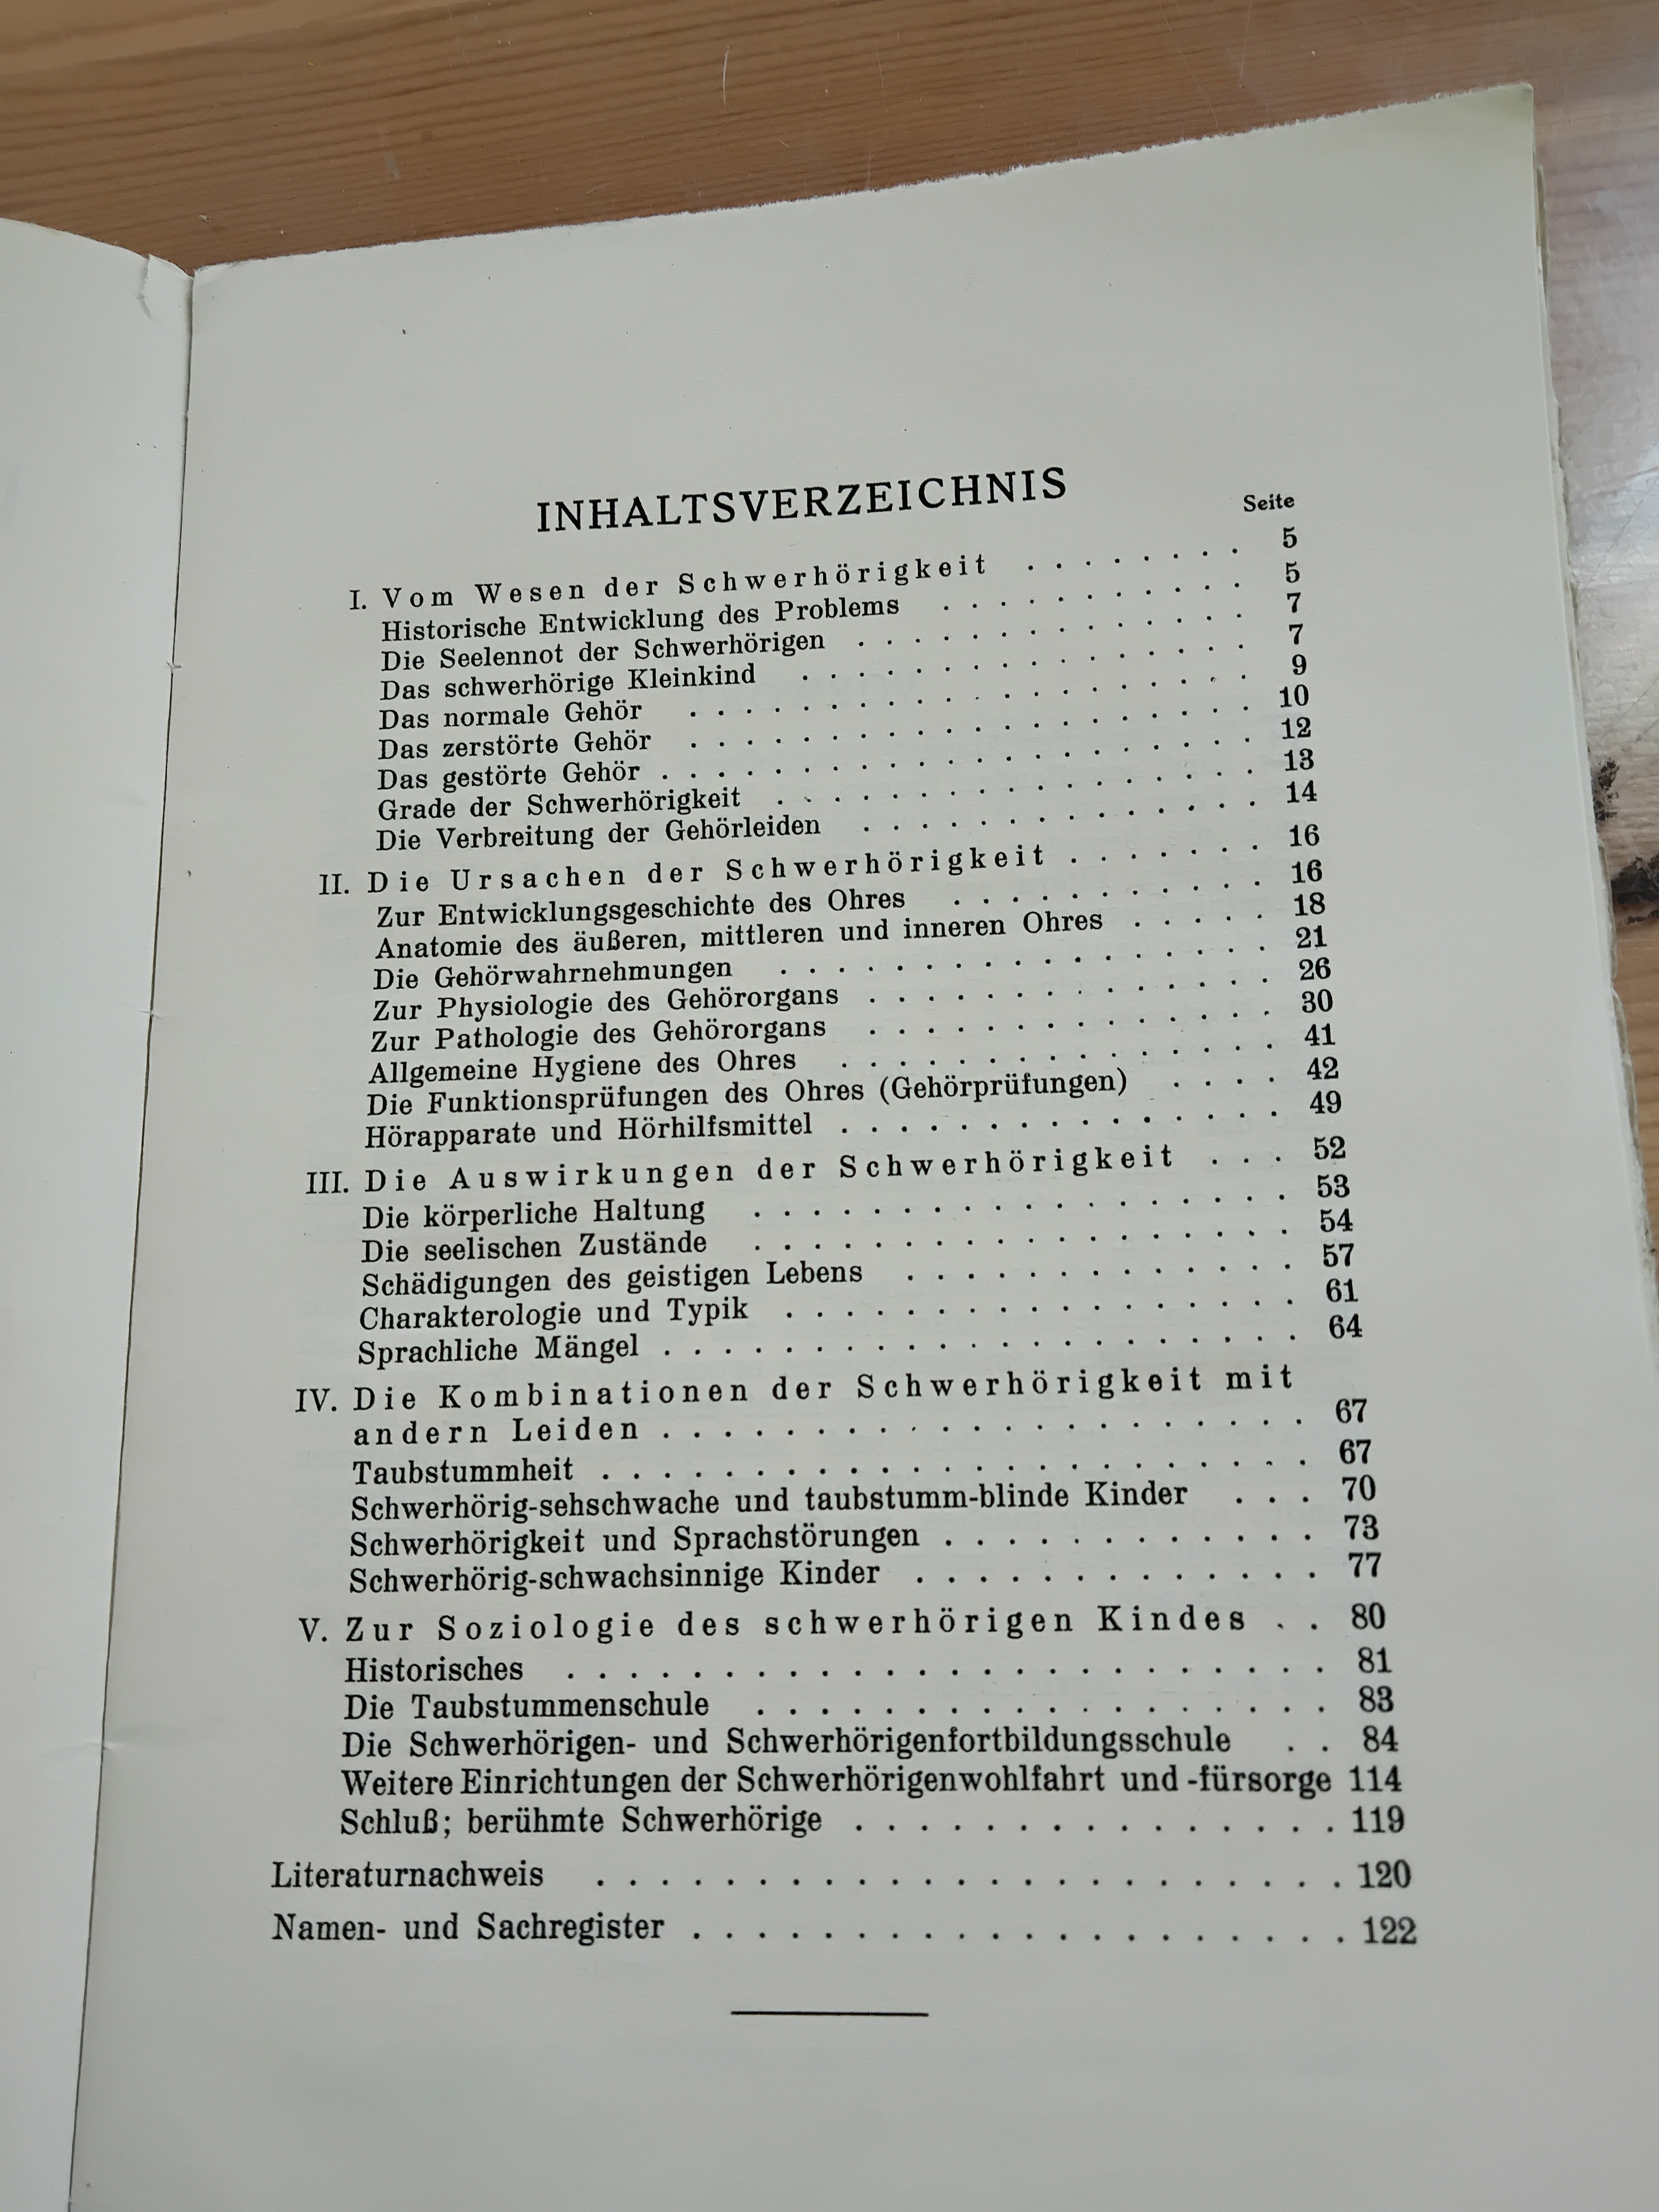 INHALTSVERZEICHNIS
Seite
I. Vom Wesen der Schwerhörigkeit . . . . . . . . 5
Historische Entwicklung des Problems . . . . . . . . . . . 5
Die Seelennot der Schwerhörigen . . . . . . . . . . . . . . 7
Das schwerhörige Kleinkind . . . . . . . . . . . . . . . . 7
Das normale Gehör . . . . . . . . . . . . . . . . . . . . 9
Das zerstörte Gehör . . . . . . . . . . . . . . . . . . . . 10
Das gestörte Gehör . . . . . . . . . . . . . . . . . . . . . 12
Grade der Schwerhörigkeit . . . . . . . . . . . . . . . . . 13
Die Verbreitung der Gehörleiden . . . . . . . . . . . . . . 14
II. Die Ursachen der Schwerhörigkeit . . . . . . . 16
Zur Entwicklungsgeschichte des Ohres . . . . . . . . . . . 16
Anatomie des äußeren, mittleren und inneren Ohres . . . . . 18
Die Gehörwahrnehmungen . . . . . . . . . . . . . . . . . 21
Zur Physiologie des Gehörorgans . . . . . . . . . . . . . . 26
Zur Pathologie des Gehörorgans . . . . . . . . . . . . . . 30
Allgemeine Hygiene des Ohres . . . . . . . . . . . . . . . 41
Die Funktionsprüfungen des Ohres (Gehörprüfungen) . . . . 42
Hörapparate und Hörhilfsmittel . . . . . . . . . . . . . . . 49
III. Die Auswirkungen der Schwerhörigkeit . . . 52
Die körperliche Haltung . . . . . . . . . . . . . . . . . . 53
Die seelischen Zustände . . . . . . . . . . . . . . . . . . 54
Schädigungen des geistigen Lebens . . . . . . . . . . . . . 57
Charakterologie und Typik . . . . . . . . . . . . . . . . . 61
Sprachliche Mängel . . . . . . . . . . . . . . . . . . . . . 64
IV. Die Kombinationen der Schwerhörigkeit mit
andern Leiden . . . . . . . . . . . . . . . . . . . . . 67
Taubstummheit . . . . . . . . . . . . . . . . . . . . . . . 67
Schwerhörig-sehschwache und taubstumm-blinde Kinder . . . 70
Schwerhörigkeit und Sprachstörungen . . . . . . . . . . . . 73
Schwerhörig-schwachsinnige Kinder . . . . . . . . . . . . . 77
V. Zur Soziologie des schwerhörigen Kindes . . 80
Historisches . . . . . . . . . . . . . . . . . . . . . . . . 81
Die Taubstummenschule . . . . . . . . . . . . . . . . . . 83
Die Schwerhörigen- und Schwerhörigenfortbildungsschule . . 84
Weitere Einrichtungen der Schwerhörigenwohlfahrt und -fürsorge 114
Schluß; berühmte Schwerhörige . . . . . . . . . . . . . . . 119
Literaturnachweis . . . . . . . . . . . . . . . . . . . . . . . 120
Namen- und Sachregister . . . . . . . . . . . . . . . . . . . . 122